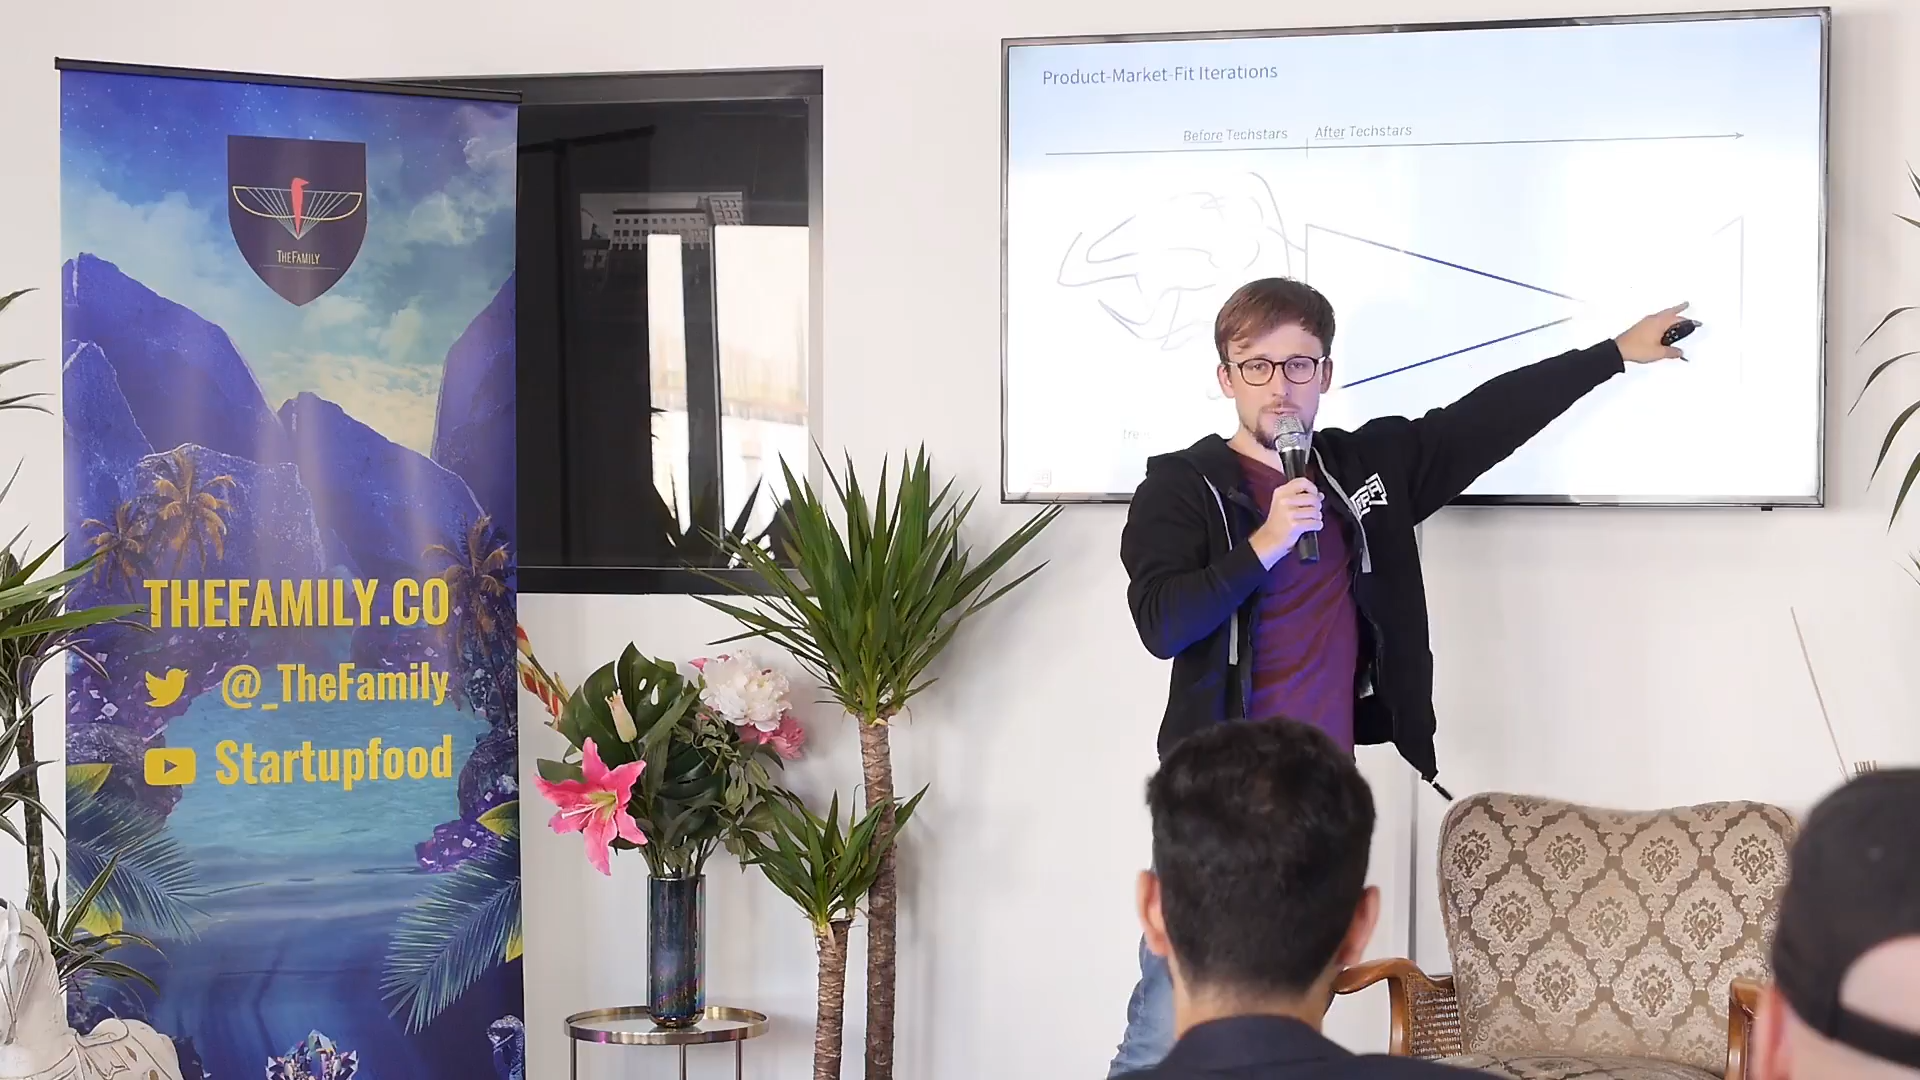 THEFAMILY
THEFAMILY.CO
@_TheFamily
Startupfood
Product-Market-Fit Iterations
Before Techstars
After Techstars